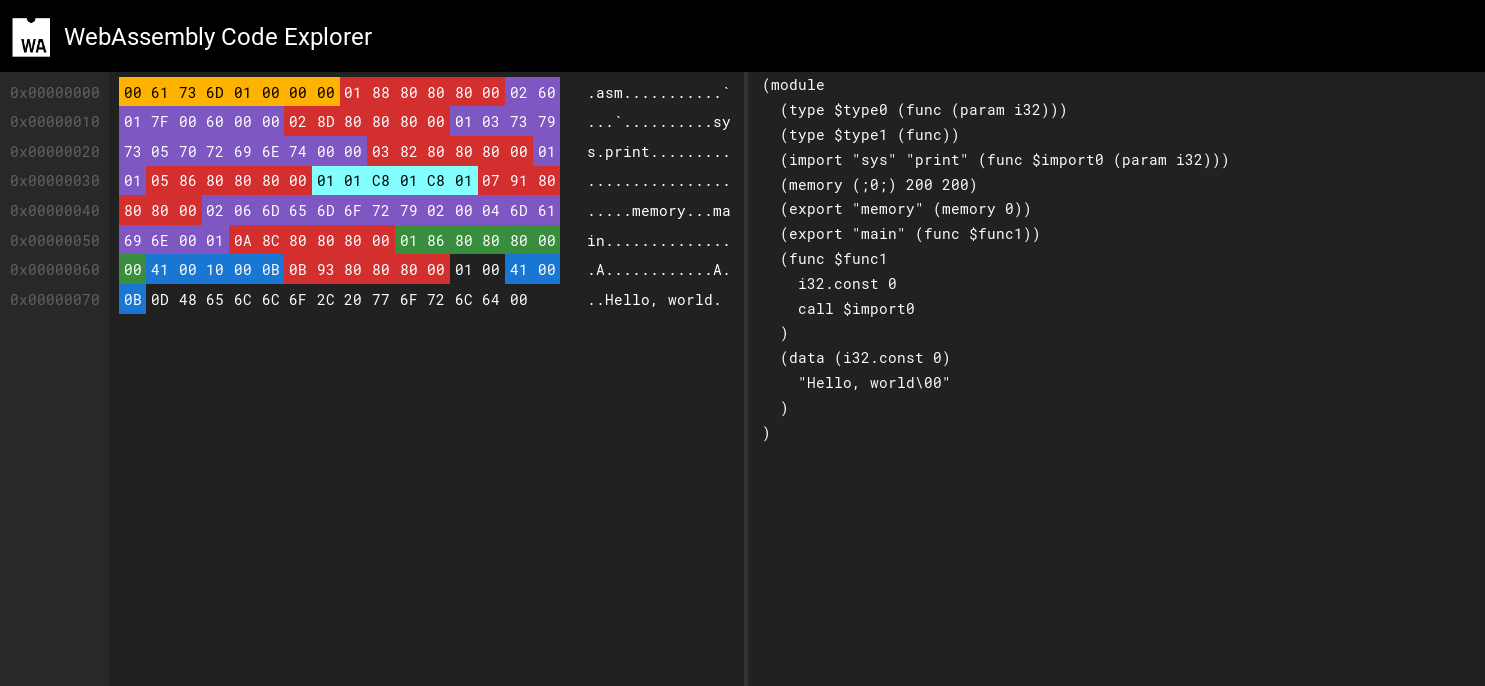 WA WebAssembly Code Explorer
0x00000000 00 61 73 6D 01 00 00 00 01 88 80 80 80 00 02 60 .asm...........`
0x00000010 01 7F 00 60 00 00 02 8D 80 80 80 00 01 03 73 79 ...`..........sy
0x00000020 73 05 70 72 69 6E 74 00 00 03 82 80 80 80 00 01 s.print.........
0x00000030 01 05 86 80 80 80 00 01 01 C8 01 C8 01 07 91 80 ................
0x00000040 80 80 00 02 06 6D 65 6D 6F 72 79 02 00 04 6D 61 .....memory...ma
0x00000050 69 6E 00 01 0A 8C 80 80 80 00 01 86 80 80 80 00 in..............
0x00000060 00 41 00 10 00 0B 0B 93 80 80 80 00 01 00 41 00 .A............A.
0x00000070 0B 0D 48 65 6C 6C 6F 2C 20 77 6F 72 6C 64 00 ..Hello, world.
(module
(type $type0 (func (param i32)))
(type $type1 (func))
(import "sys" "print" (func $import0 (param i32)))
(memory (;0;) 200 200)
(export "memory" (memory 0))
(export "main" (func $func1))
(func $func1
i32.const 0
call $import0
)
(data (i32.const 0)
"Hello, world\00"
)
)